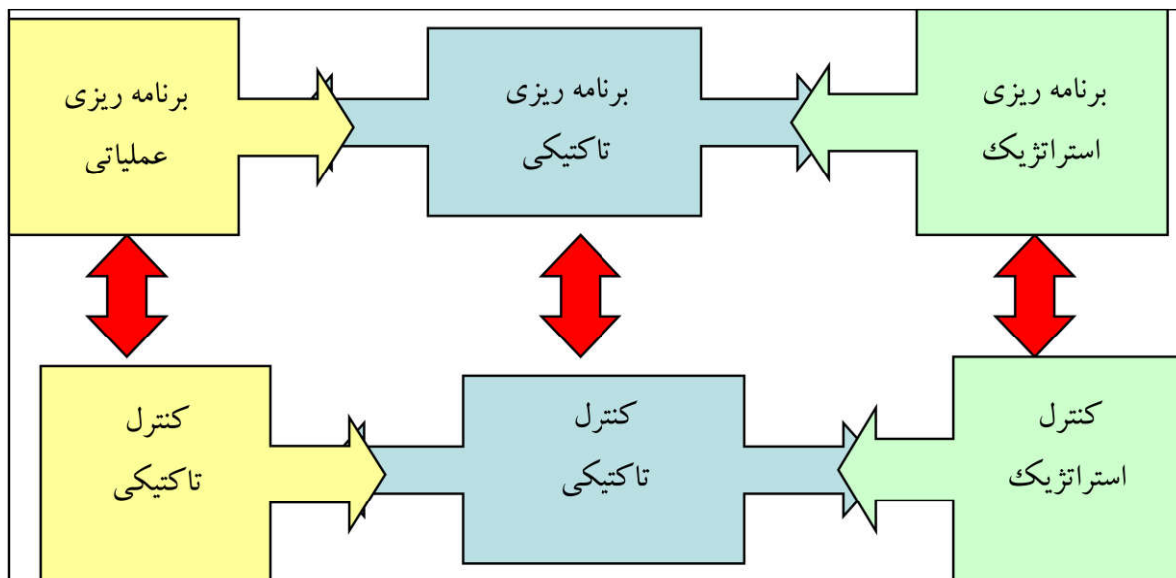 برنامه ریزی
استراتژیک
برنامه ریزی
تاکتیکی
برنامه ریزی
عملیاتی
کنترل
استراتژیک
کنترل
تاکتیکی
کنترل
تاکتیکی